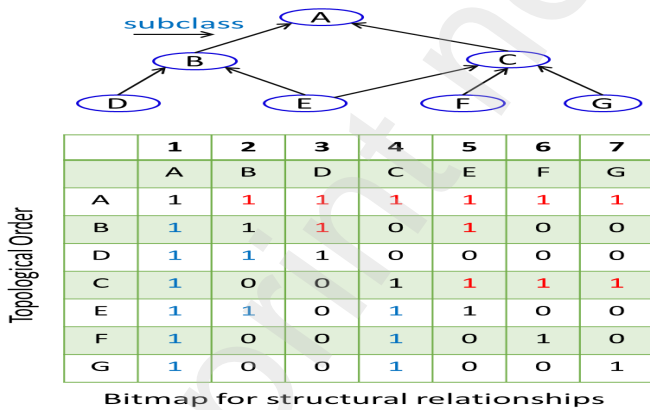 subclass
A
B C
D E F G
1 2 3 4 5 6 7
A B D C E F G
A 1 1 1 1 1 1 1
B 1 1 1 0 1 0 0
D 1 1 1 0 0 0 0
C 1 0 0 1 1 1 1
E 1 1 0 1 1 0 0
F 1 0 0 1 0 1 0
G 1 0 0 1 0 0 1
Topological Order
Bitmap for structural relationships
print n